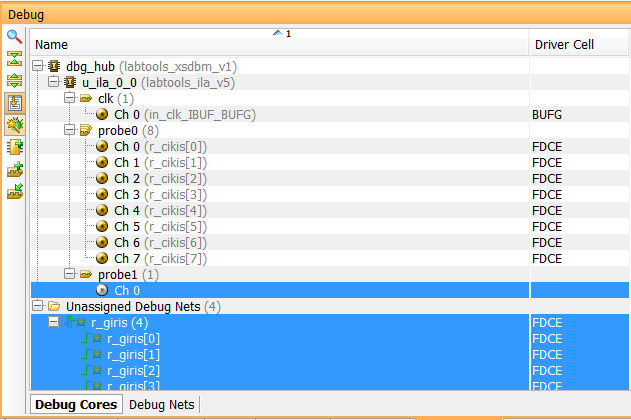 Debug
Name 1 Driver Cell
dbg_hub (labtools_xsdbm_v1)
u_ila_0_0 (labtools_ila_v5)
clk (1)
Ch 0 (in_clk_IBUF_BUFG) BUFG
probe0 (8)
Ch 0 (r_cikis[0]) FDCE
Ch 1 (r_cikis[1]) FDCE
Ch 2 (r_cikis[2]) FDCE
Ch 3 (r_cikis[3]) FDCE
Ch 4 (r_cikis[4]) FDCE
Ch 5 (r_cikis[5]) FDCE
Ch 6 (r_cikis[6]) FDCE
Ch 7 (r_cikis[7]) FDCE
probe1 (1)
Ch 0
Unassigned Debug Nets (4)
r_giris (4) FDCE
r_giris[0] FDCE
r_giris[1] FDCE
r_giris[2] FDCE
r_giris[3] FDCE
Debug Cores Debug Nets